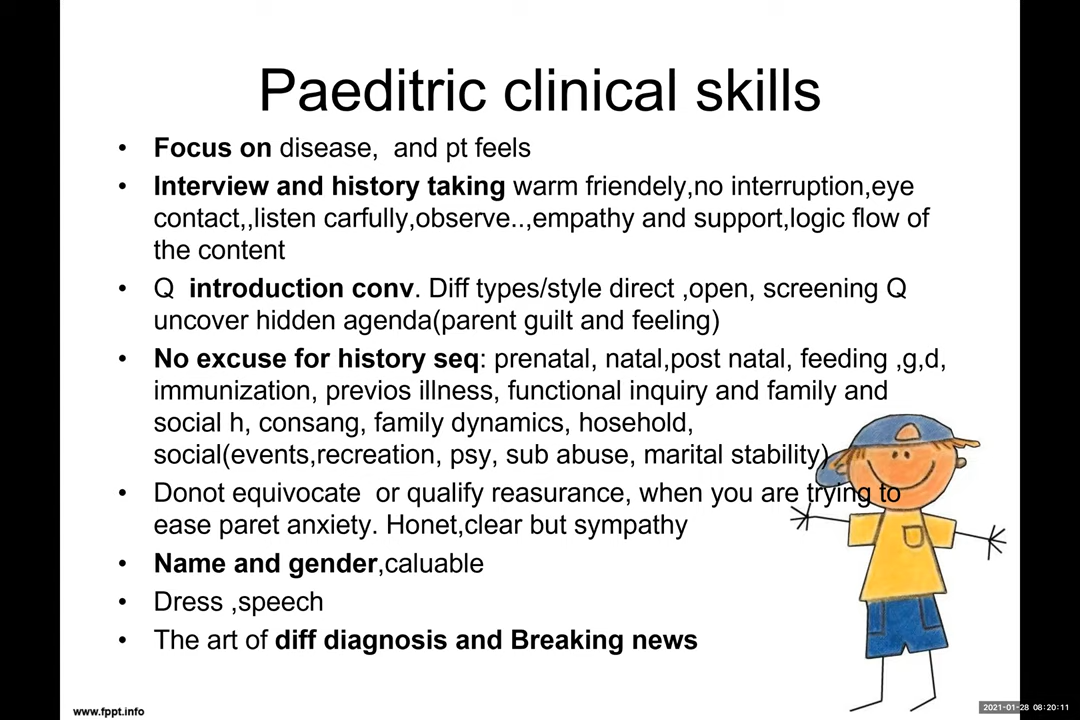 Paeditric clinical skills
• Focus on disease, and pt feels
• Interview and history taking warm friendely,no interruption,eye
contact,,listen carfully,observe..,empathy and support,logic flow of
the content
• Q introduction conv. Diff types/style direct ,open, screening Q
uncover hidden agenda(parent guilt and feeling)
• No excuse for history seq: prenatal, natal,post natal, feeding ,g,d,
immunization, previos illness, functional inquiry and family and
social h, consang, family dynamics, hosehold,
social(events,recreation, psy, sub abuse, marital stability)
• Donot equivocate or qualify reasurance, when you are trying to
ease paret anxiety. Honet,clear but sympathy
• Name and gender,caluable
• Dress ,speech
• The art of diff diagnosis and Breaking news
www.fppt.info
2021-01-28 08:20:11